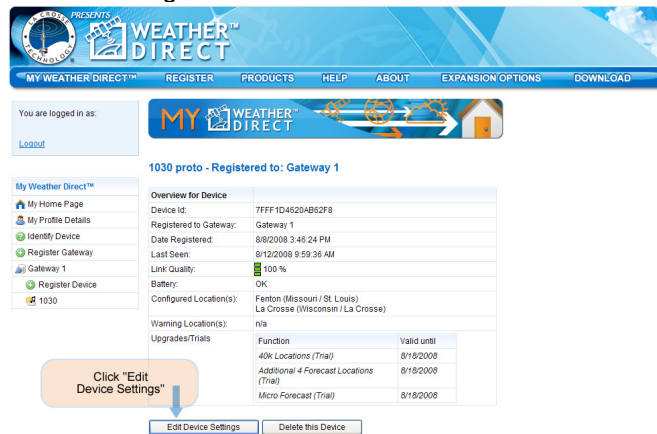 LA CROSSE
TECHNOLOGY
PRESENTS
WEATHER™
DIRECT
MY WEATHER DIRECT™ REGISTER PRODUCTS HELP ABOUT EXPANSION OPTIONS DOWNLOAD
You are logged in as:
Logout
MY WEATHER™
DIRECT
1030 proto - Registered to: Gateway 1
My Weather Direct™
My Home Page
My Profile Details
Identify Device
Register Gateway
Gateway 1
Register Device
1030
Overview for Device
Device Id: 7FFF1D4620AB62F8
Registered to Gateway: Gateway 1
Date Registered: 8/8/2008 3:46:24 PM
Last Seen: 8/12/2008 9:59:36 AM
Link Quality: 100 %
Battery: OK
Configured Location(s): Fenton (Missouri / St. Louis)
La Crosse (Wisconsin / La Crosse)
Warning Location(s): n/a
Upgrades/Trials
Function Valid until
40k Locations (Trial) 8/18/2008
Additional 4 Forecast Locations
(Trial) 8/18/2008
Micro Forecast (Trial) 8/18/2008
Click "Edit
Device Settings"
Edit Device Settings Delete this Device